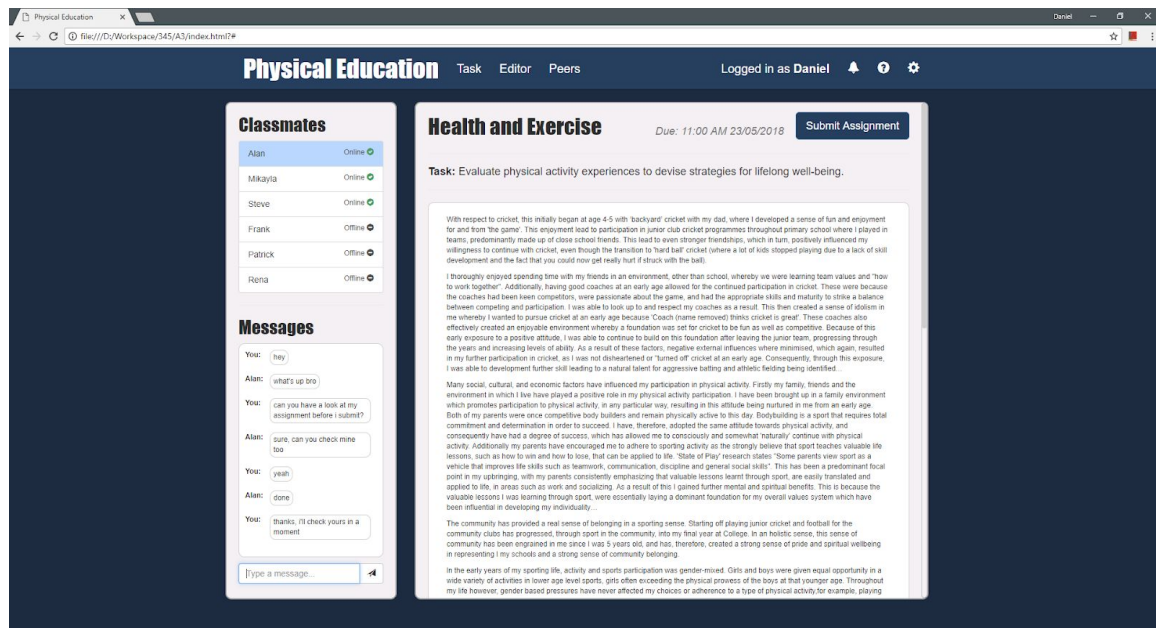 Physical Education
Daniel
file:///D:/Workspace/345/A3/index.html?#
Physical Education Task Editor Peers Logged in as Daniel
Classmates
Alan Online
Mikayla Online
Steve Online
Frank Offline
Patrick Offline
Rena Offline
Messages
You: hey
Alan: what's up bro
You: can you have a look at my
assignment before i submit?
Alan: sure, can you check mine
too
You: yeah
Alan: done
You: thanks, i'll check yours in a
moment
Type a message...
Health and Exercise Due: 11:00 AM 23/05/2018 Submit Assignment
Task: Evaluate physical activity experiences to devise strategies for lifelong well-being.
With respect to cricket, this initially began at age 4-5 with 'backyard' cricket with my dad, where I developed a sense of fun and enjoyment
for and from 'the game'. This enjoyment lead to participation in junior club cricket programmes throughout primary school where I played in
teams, predominantly made up of close school friends. This lead to even stronger friendships, which in turn, positively influenced my
willingness to continue with cricket, even though the transition to 'hard ball' cricket (where a lot of kids stopped playing due to a lack of skill
development and the fact that you could now get really hurt if struck with the ball).
I thoroughly enjoyed spending time with my friends in an environment, other than school, whereby we were learning team values and "how
to work together". Additionally, having good coaches at an early age allowed for the continued participation in cricket. These were because
the coaches had been keen competitors, were passionate about the game, and had the appropriate skills and maturity to strike a balance
between competing and participation. I was able to look up to and respect my coaches as a result. This then created a sense of idolism in
me whereby I wanted to pursue cricket at an early age because 'Coach (name removed) thinks cricket is great'. These coaches also
effectively created an enjoyable environment whereby a foundation was set for cricket to be fun as well as competitive. Because of this
early exposure to a positive attitude, I was able to continue to build on this foundation after leaving the junior team, progressing through
the years and increasing levels of ability. As a result of these factors, negative external influences where minimised, which again, resulted
in my further participation in cricket, as I was not disheartened or "turned off' cricket at an early age. Consequently, through this exposure,
I was able to development further skill leading to a natural talent for aggressive batting and athletic fielding being identified...
Many social, cultural, and economic factors have influenced my participation in physical activity. Firstly my family, friends and the
environment in which I live have played a positive role in my physical activity participation. I have been brought up in a family environment
which promotes participation to physical activity, in any particular way, resulting in this attitude being nurtured in me from an early age.
Both of my parents were once competitive body builders and remain physically active to this day. Bodybuilding is a sport that requires total
commitment and determination in order to succeed. I have, therefore, adopted the same attitude towards physical activity, and
consequently have had a degree of success, which has allowed me to consciously and somewhat 'naturally' continue with physical
activity. Additionally my parents have encouraged me to adhere to sporting activity as the strongly believe that sport teaches valuable life
lessons, such as how to win and how to lose, that can be applied to life. 'State of Play' research states "Some parents view sport as a
vehicle that improves life skills such as teamwork, communication, discipline and general social skills". This has been a predominant focal
point in my upbringing, with my parents consistently emphasizing that valuable lessons learnt through sport, are easily translated and
applied to life, in areas such as work and socializing. As a result of this I gained further mental and spiritual benefits. This is because the
valuable lessons I was learning through sport, were essentially laying a dominant foundation for my overall values system which have
been influential in developing my individuality...
The community has provided a real sense of belonging in a sporting sense. Starting off playing junior cricket and football for the
community clubs has progressed, through sport in the community, into my final year at College. In an holistic sense, this sense of
community has been engrained in me since I was 5 years old, and has, therefore, created a strong sense of pride and spiritual wellbeing
in representing I my schools and a strong sense of community belonging.
In the early years of my sporting life, activity and sports participation was gender-mixed. Girls and boys were given equal opportunity in a
wide variety of activities in lower age level sports, girls often exceeding the physical prowess of the boys at that younger age. Throughout
my life however, gender based pressures have never affected my choices or adherence to a type of physical activity,for example, playing